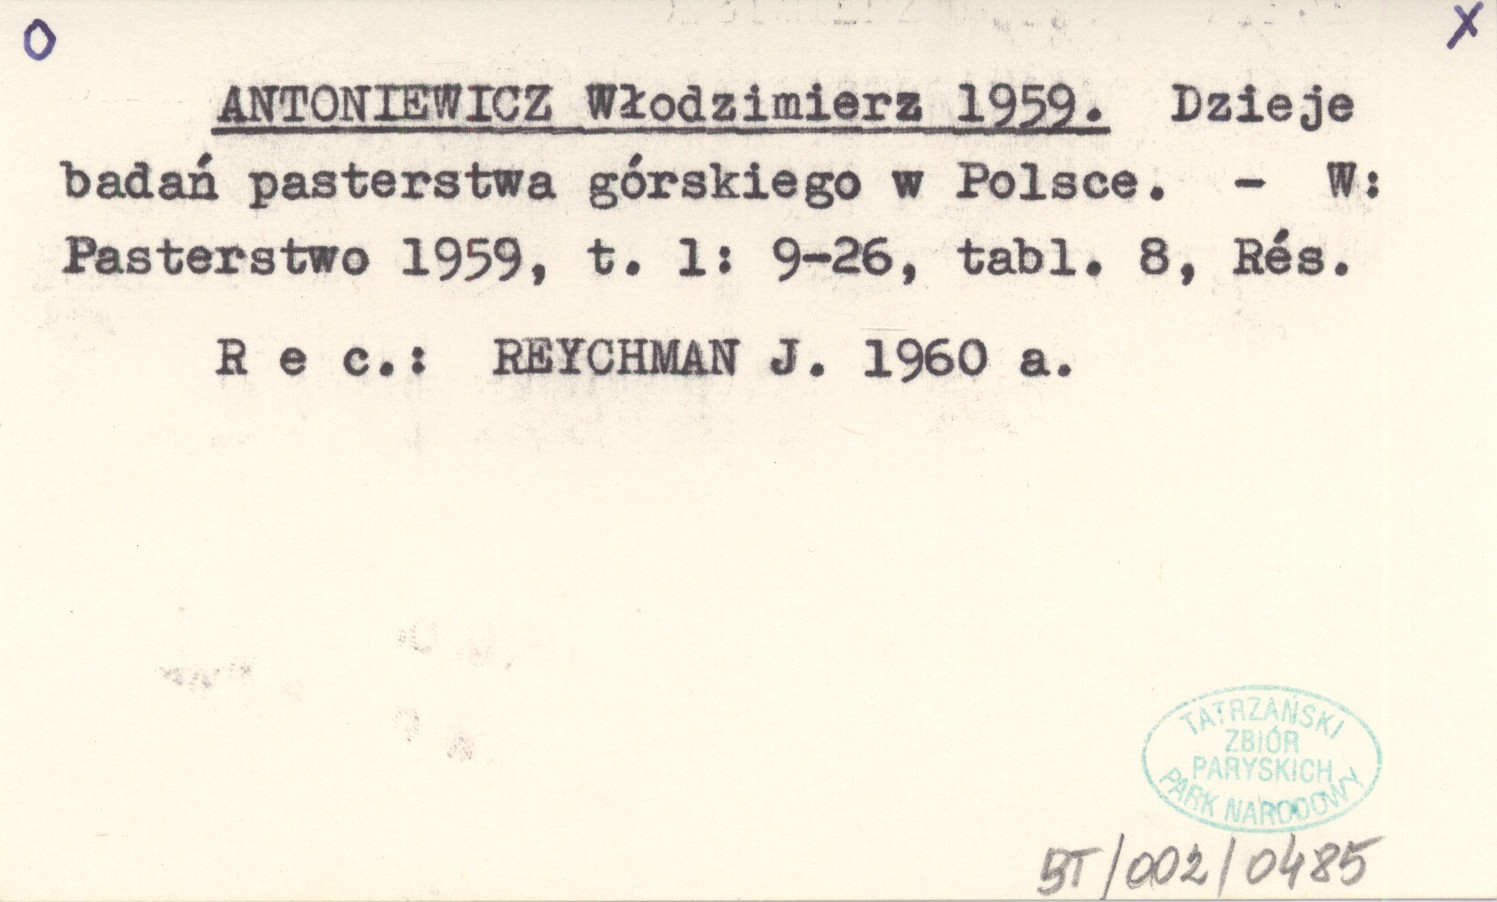 O X
ANTONIEWICZ Włodzimierz 1959. Dzieje
badań pasterstwa górskiego w Polsce. - W:
Pasterstwo 1959, t. 1: 9-26, tabl. 8, Rés.
R e c.: REYCHMAN J. 1960 a.
TATRZAŃSKI
ZBIÓR
PARYSKICH
PARK NARODOWY
BT/002/0485